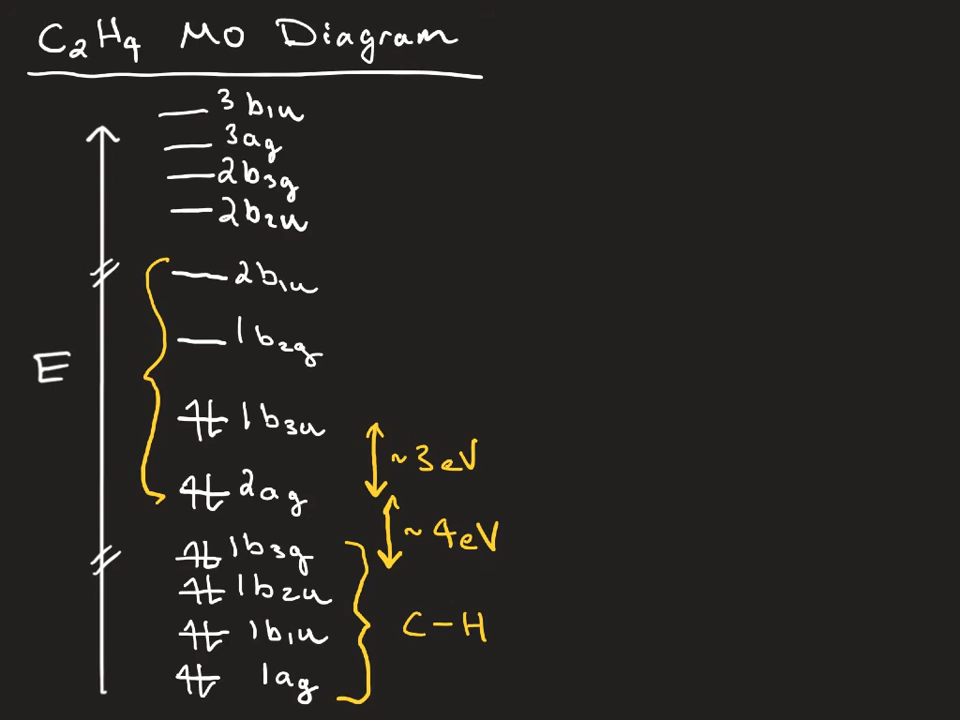 C₂H₄ MO Diagram
3b₁u
3ag
2b₃g
2b₂u
2b₁u
1b₂g
E
1b₃u
~3eV
2ag
~4eV
1b₃g
1b₂u
C-H
1b₁u
1ag